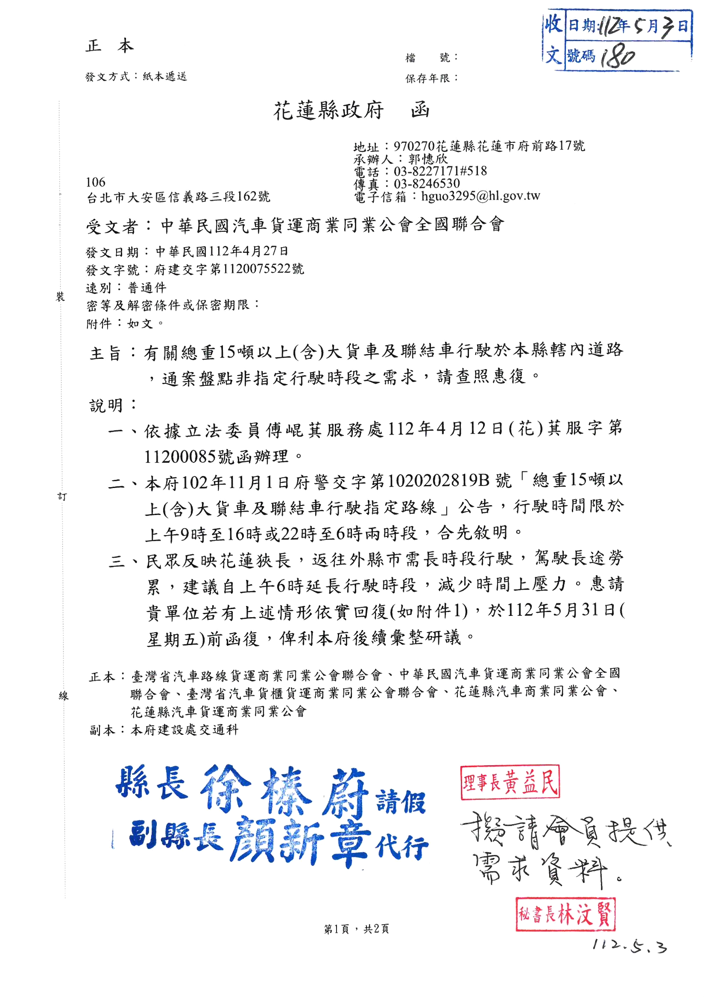 收文 日期:112年5月3日
號碼 180
正 本
檔 號：
發文方式：紙本遞送
保存年限：
花蓮縣政府 函
地址：970270花蓮縣花蓮市府前路17號
承辦人：郭憓欣
電話：03-8227171#518
傳真：03-8246530
電子信箱：hguo3295@hl.gov.tw
106
台北市大安區信義路三段162號
受文者：中華民國汽車貨運商業同業公會全國聯合會
發文日期：中華民國112年4月27日
發文字號：府建交字第1120075522號
速別：普通件
密等及解密條件或保密期限：
附件：如文。
主旨：有關總重15噸以上(含)大貨車及聯結車行駛於本縣轄內道路
，通案盤點非指定行駛時段之需求，請查照惠復。
說明：
一、依據立法委員傅崐萁服務處112年4月12日(花)萁服字第
11200085號函辦理。
二、本府102年11月1日府警交字第1020202819B號「總重15噸以
上(含)大貨車及聯結車行駛指定路線」公告，行駛時間限於
上午9時至16時或22時至6時兩時段，合先敘明。
三、民眾反映花蓮狹長，返往外縣市需長時段行駛，駕駛長途勞
累，建議自上午6時延長行駛時段，減少時間上壓力。惠請
貴單位若有上述情形依實回復(如附件1)，於112年5月31日(
星期五)前函復，俾利本府後續彙整研議。
正本：臺灣省汽車路線貨運商業同業公會聯合會、中華民國汽車貨運商業同業公會全國
聯合會、臺灣省汽車貨櫃貨運商業同業公會聯合會、花蓮縣汽車商業同業公會、
花蓮縣汽車貨運商業同業公會
副本：本府建設處交通科
裝
訂
線
縣長徐榛蔚請假
副縣長顏新章代行
理事長黃益民
擬請會員提供
需求資料。
秘書長林汶賢
112.5.3
第1頁，共2頁